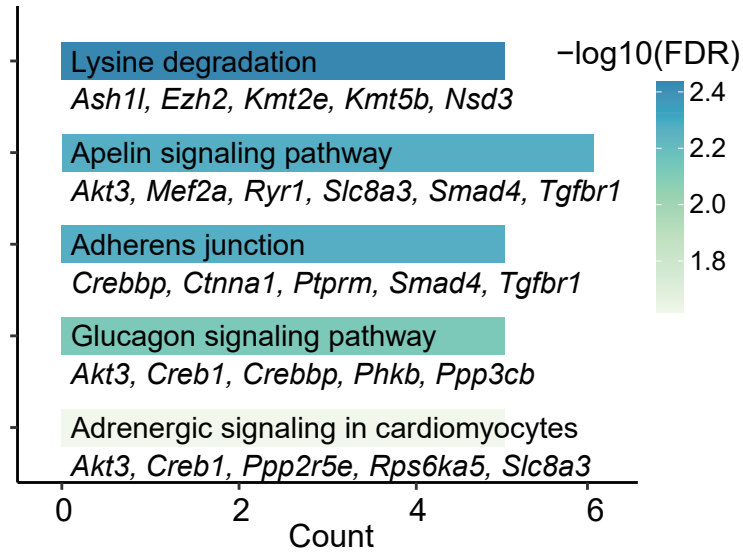 −log10(FDR)
2.4
2.2
2.0
1.8
Lysine degradation
Ash1l, Ezh2, Kmt2e, Kmt5b, Nsd3
Apelin signaling pathway
Akt3, Mef2a, Ryr1, Slc8a3, Smad4, Tgfbr1
Adherens junction
Crebbp, Ctnna1, Ptprm, Smad4, Tgfbr1
Glucagon signaling pathway
Akt3, Creb1, Crebbp, Phkb, Ppp3cb
Adrenergic signaling in cardiomyocytes
Akt3, Creb1, Ppp2r5e, Rps6ka5, Slc8a3
0 2 4 6
Count